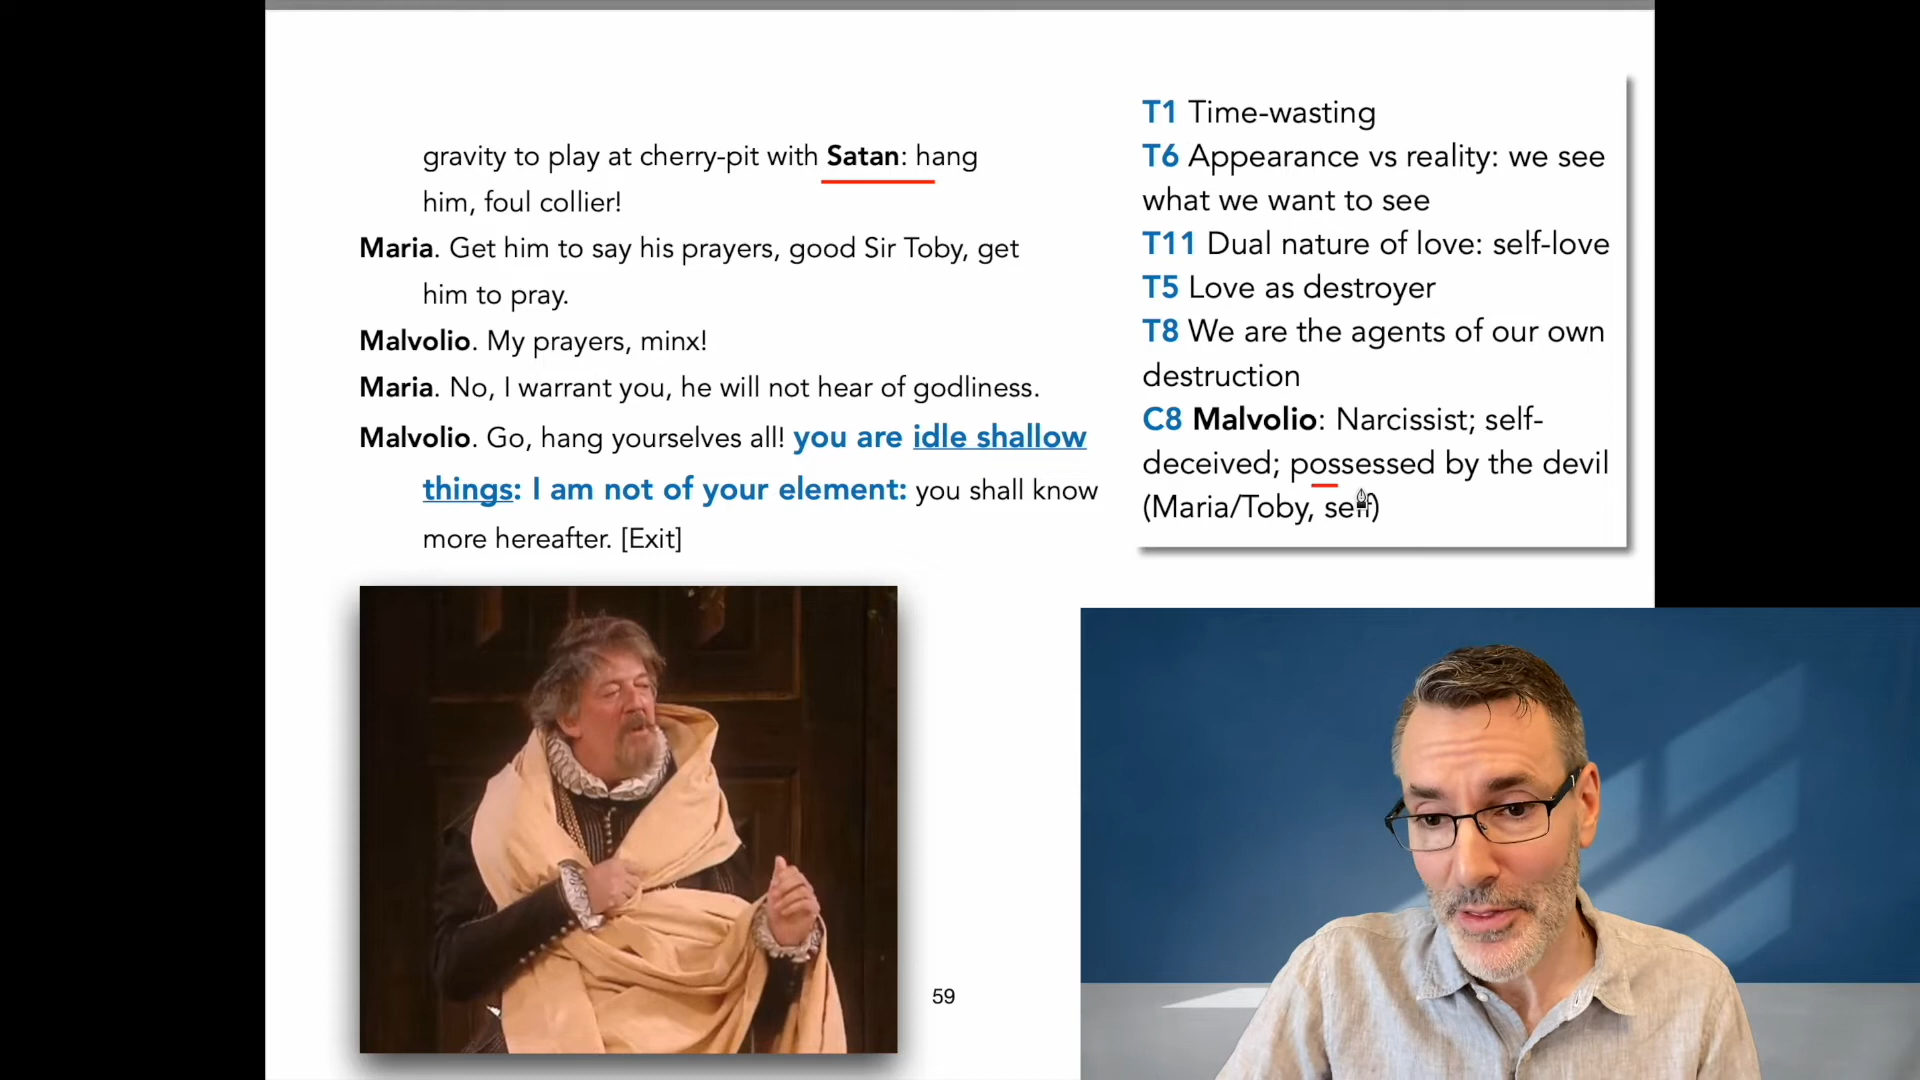 gravity to play at cherry-pit with Satan: hang
him, foul collier!
Maria. Get him to say his prayers, good Sir Toby, get
him to pray.
Malvolio. My prayers, minx!
Maria. No, I warrant you, he will not hear of godliness.
Malvolio. Go, hang yourselves all! you are idle shallow
things: I am not of your element: you shall know
more hereafter. [Exit]
59
T1 Time-wasting
T6 Appearance vs reality: we see
what we want to see
T11 Dual nature of love: self-love
T5 Love as destroyer
T8 We are the agents of our own
destruction
C8 Malvolio: Narcissist; self-
deceived; possessed by the devil
(Maria/Toby, self)